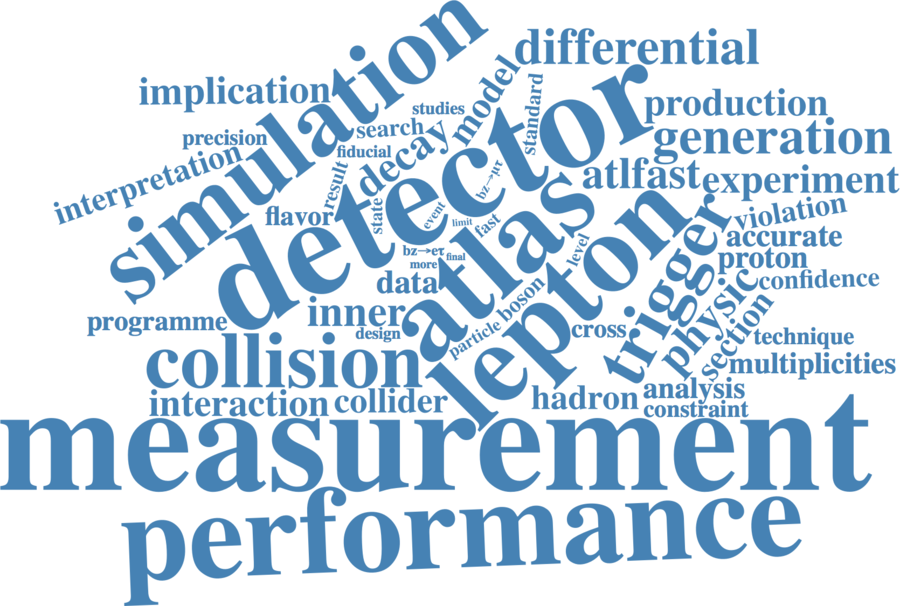 differential
simulation
implication
model
studies
standard
detector
production
precision
search
generation
fiducial
decay
interpretation
result
bz→μτ
atlfast
experiment
flavor
state
event
limit
fast
atlas
violation
level
lepton
trigger
accurate
bz→eτ
final
more
proton
data
physic
confidence
boson
inner
programme
design
particle
cross
section
technique
collision
multiplicities
interaction
collider
hadron
analysis
constraint
measurement
performance